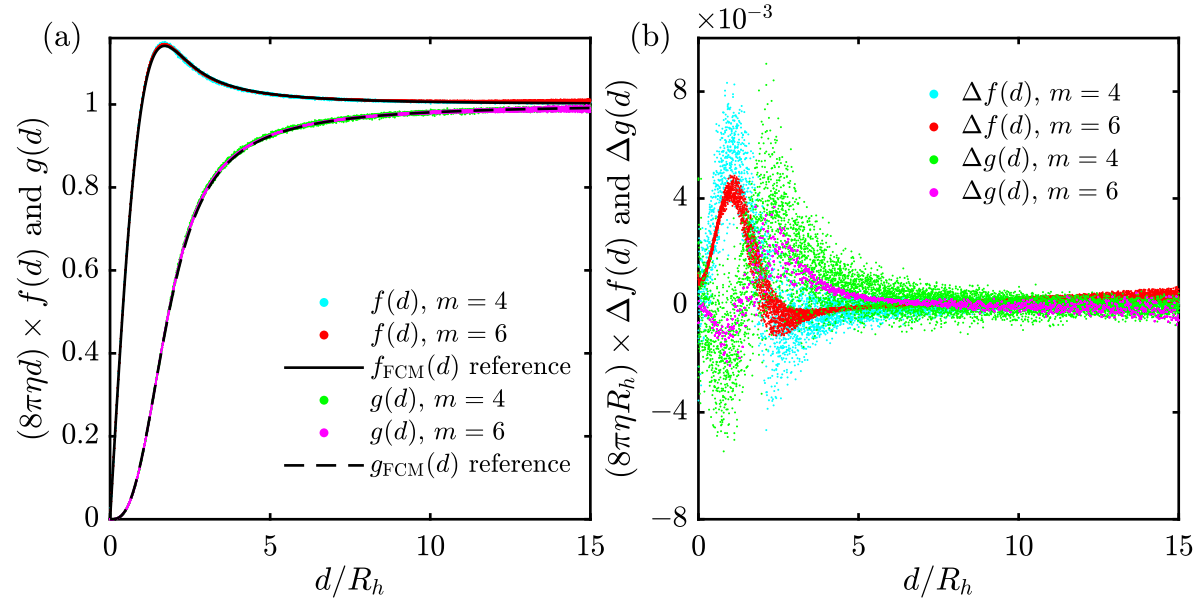 (a)
(8πηd) × f(d) and g(d)
1
0.8
0.6
0.4
0.2
0
0 5 10 15
d/R_h
f(d), m = 4
f(d), m = 6
f_FCM(d) reference
g(d), m = 4
g(d), m = 6
g_FCM(d) reference
(b)
×10⁻³
(8πηR_h) × Δf(d) and Δg(d)
8
4
0
−4
−8
0 5 10 15
d/R_h
Δf(d), m = 4
Δf(d), m = 6
Δg(d), m = 4
Δg(d), m = 6